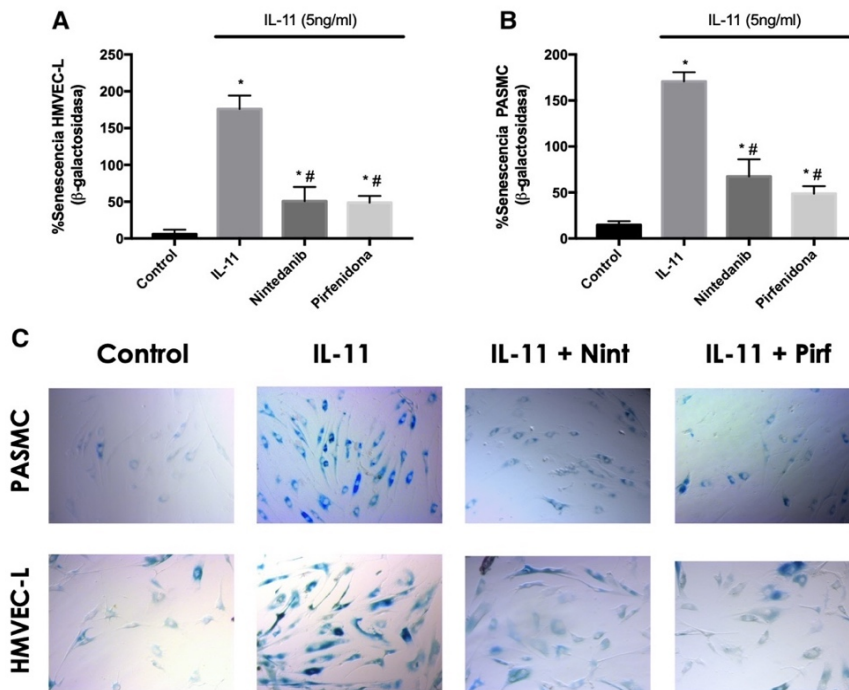 A
IL-11 (5ng/ml)
%Senescencia HMVEC-L
(β-galactosidasa)
250
200
150
100
50
0
*
* #
* #
Control
IL-11
Nintedanib
Pirfenidona
B
IL-11 (5ng/ml)
%Senescencia PASMC
(β-galactosidasa)
200
150
100
50
0
*
* #
* #
Control
IL-11
Nintedanib
Pirfenidona
C
Control IL-11 IL-11 + Nint IL-11 + Pirf
PASMC
HMVEC-L